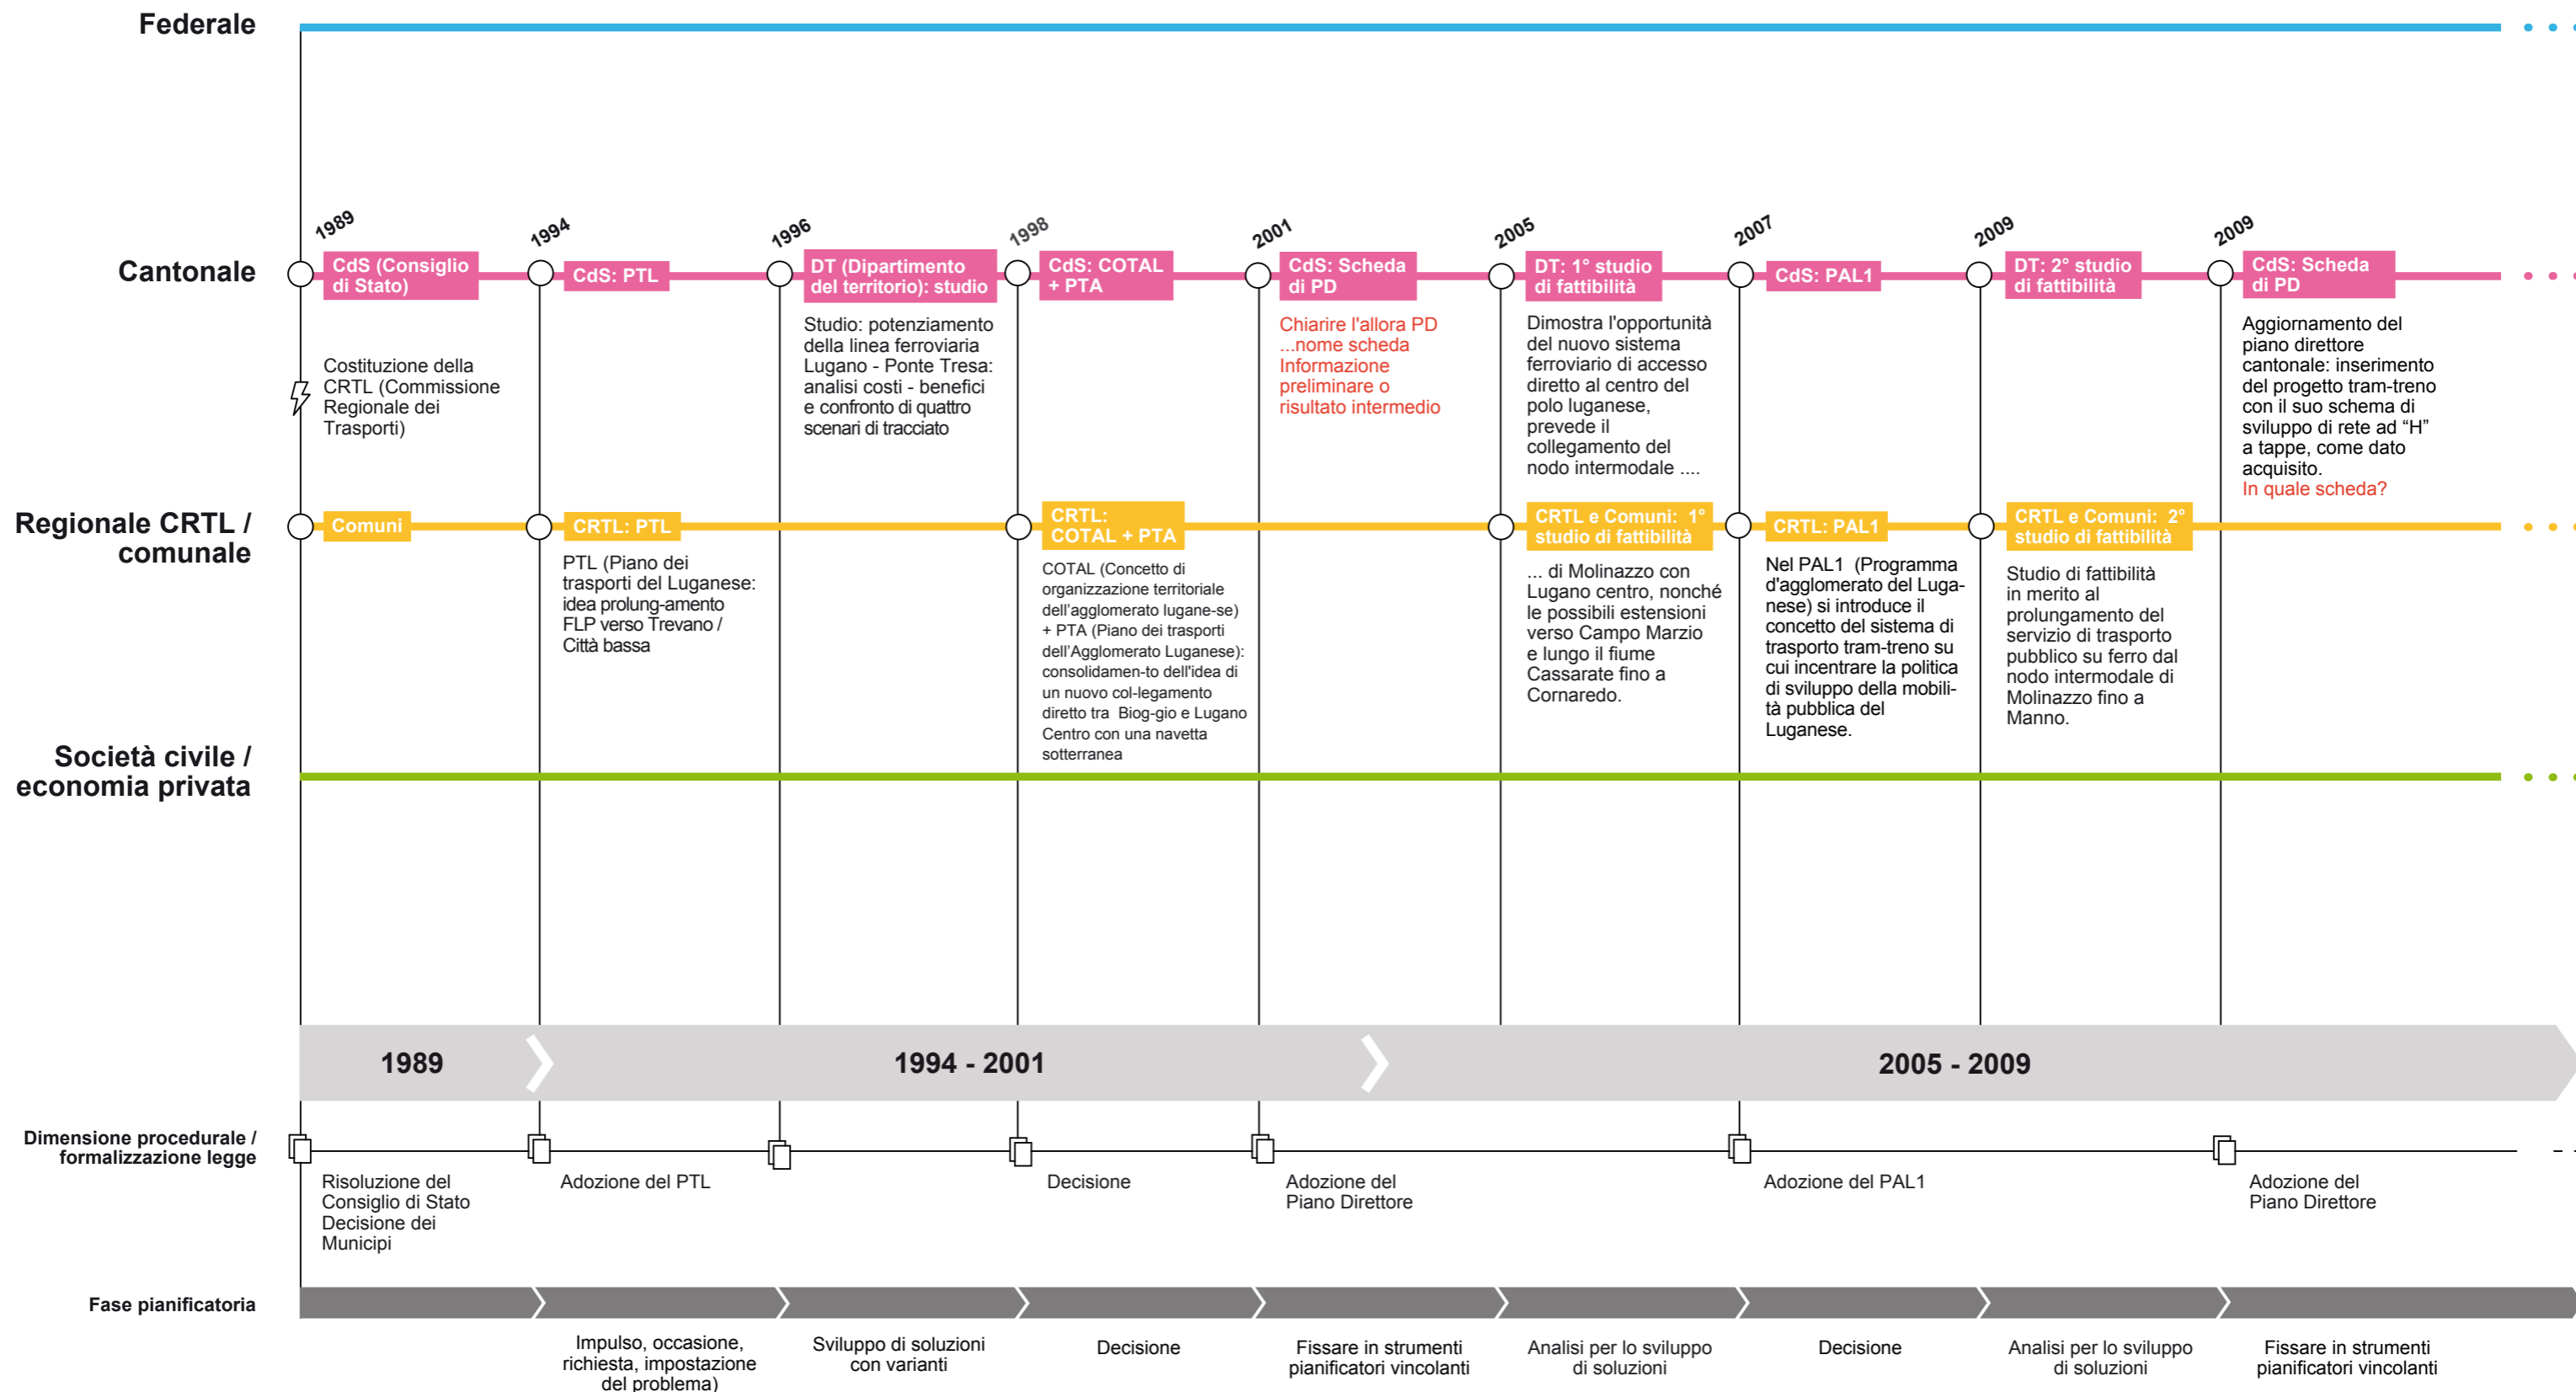 Federale
1989
1994
1996
1998
2001
2005
2007
2009
2009
Cantonale
CdS (Consiglio
di Stato)
CdS: PTL
DT (Dipartimento
del territorio): studio
CdS: COTAL
+ PTA
CdS: Scheda
di PD
DT: 1° studio
di fattibilità
CdS: PAL1
DT: 2° studio
di fattibilità
CdS: Scheda
di PD
Costituzione della
CRTL (Commissione
Regionale dei
Trasporti)
Studio: potenziamento
della linea ferroviaria
Lugano - Ponte Tresa:
analisi costi - benefici
e confronto di quattro
scenari di tracciato
Chiarire l'allora PD
...nome scheda
Informazione
preliminare o
risultato intermedio
Dimostra l'opportunità
del nuovo sistema
ferroviario di accesso
diretto al centro del
polo luganese,
prevede il
collegamento del
nodo intermodale ....
Aggiornamento del
piano direttore
cantonale: inserimento
del progetto tram-treno
con il suo schema di
sviluppo di rete ad “H”
a tappe, come dato
acquisito.
In quale scheda?
Regionale CRTL /
comunale
Comuni
CRTL: PTL
CRTL:
COTAL + PTA
CRTL e Comuni: 1°
studio di fattibilità
CRTL: PAL1
CRTL e Comuni: 2°
studio di fattibilità
PTL (Piano dei
trasporti del Luganese:
idea prolung-amento
FLP verso Trevano /
Città bassa
COTAL (Concetto di
organizzazione territoriale
dell’agglomerato lugane-se)
+ PTA (Piano dei trasporti
dell’Agglomerato Luganese):
consolidamen-to dell'idea di
un nuovo col-legamento
diretto tra Biog-gio e Lugano
Centro con una navetta
sotterranea
... di Molinazzo con
Lugano centro, nonché
le possibili estensioni
verso Campo Marzio
e lungo il fiume
Cassarate fino a
Cornaredo.
Nel PAL1 (Programma
d'agglomerato del Luga-
nese) si introduce il
concetto del sistema di
trasporto tram-treno su
cui incentrare la politica
di sviluppo della mobili-
tà pubblica del
Luganese.
Studio di fattibilità
in merito al
prolungamento del
servizio di trasporto
pubblico su ferro dal
nodo intermodale di
Molinazzo fino a
Manno.
Società civile /
economia privata
1989
1994 - 2001
2005 - 2009
Dimensione procedurale /
formalizzazione legge
Risoluzione del
Consiglio di Stato
Decisione dei
Municipi
Adozione del PTL
Decisione
Adozione del
Piano Direttore
Adozione del PAL1
Adozione del
Piano Direttore
Fase pianificatoria
Impulso, occasione,
richiesta, impostazione
del problema)
Sviluppo di soluzioni
con varianti
Decisione
Fissare in strumenti
pianificatori vincolanti
Analisi per lo sviluppo
di soluzioni
Decisione
Analisi per lo sviluppo
di soluzioni
Fissare in strumenti
pianificatori vincolanti